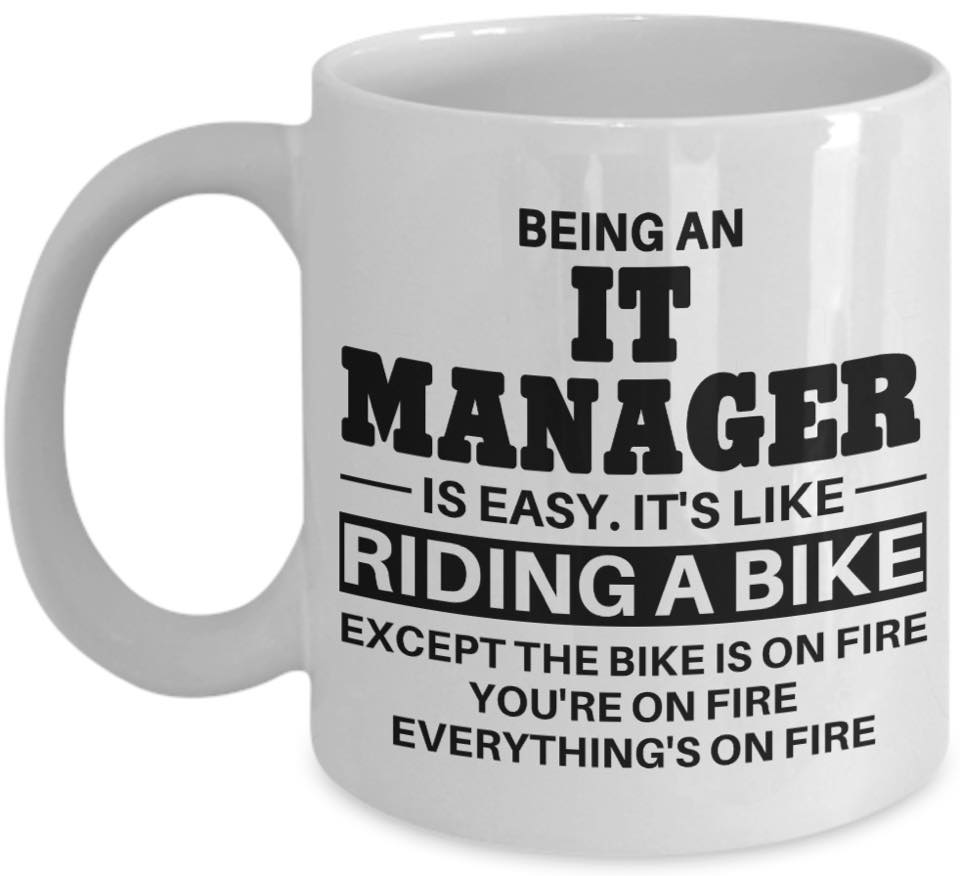 BEING AN
IT
MANAGER
IS EASY. IT'S LIKE
RIDING A BIKE
EXCEPT THE BIKE IS ON FIRE
YOU'RE ON FIRE
EVERYTHING'S ON FIRE